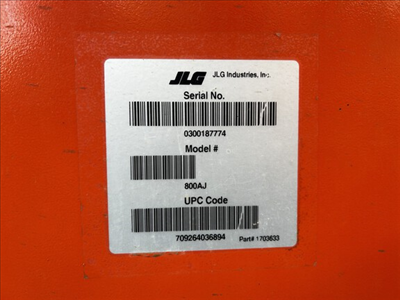 JLG JLG Industries, Inc.
Serial No.
0300187774
Model #
800AJ
UPC Code
709264036894 Part# 1703633